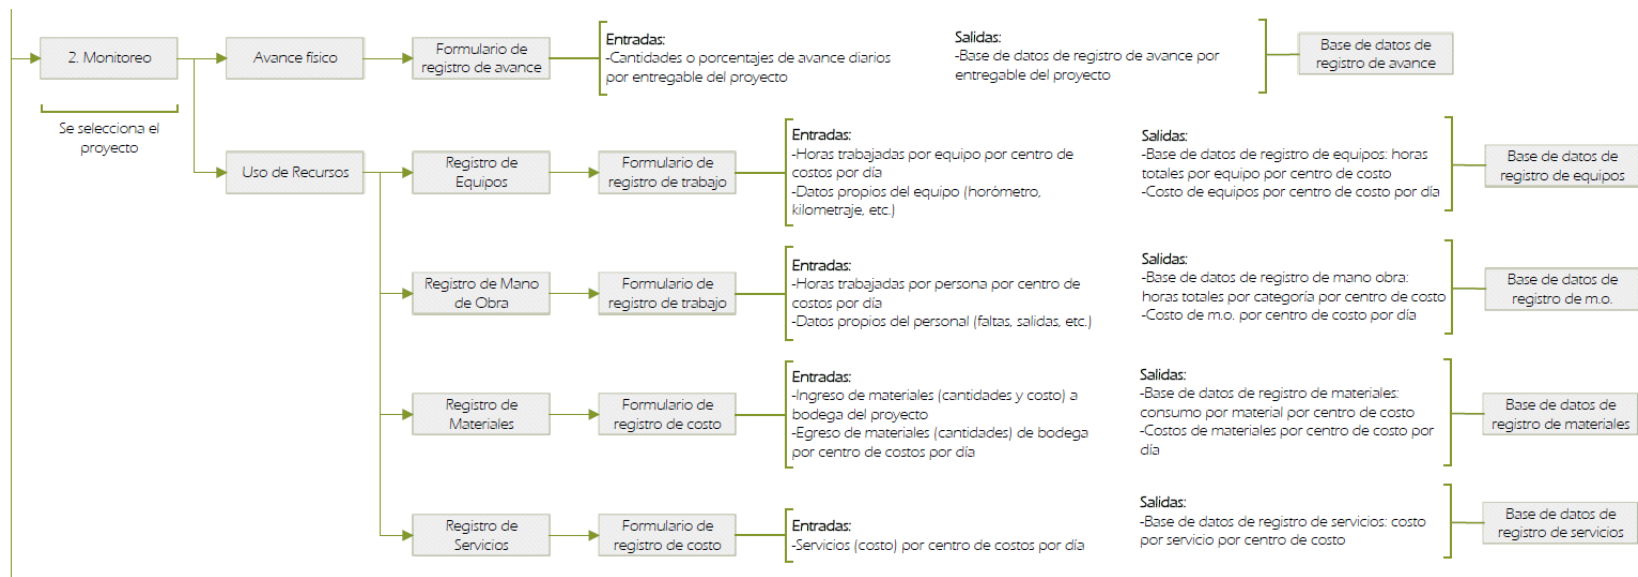 2. Monitoreo
Se selecciona el
proyecto
Avance físico
Formulario de
registro de avance
Entradas:
-Cantidades o porcentajes de avance diarios
por entregable del proyecto
Salidas:
-Base de datos de registro de avance por
entregable del proyecto
Base de datos de
registro de avance
Uso de Recursos
Registro de
Equipos
Formulario de
registro de trabajo
Entradas:
-Horas trabajadas por equipo por centro de
costos por día
-Datos propios del equipo (horómetro,
kilometraje, etc.)
Salidas:
-Base de datos de registro de equipos: horas
totales por equipo por centro de costo
-Costo de equipos por centro de costo por día
Base de datos de
registro de equipos
Registro de Mano
de Obra
Formulario de
registro de trabajo
Entradas:
-Horas trabajadas por persona por centro de
costos por día
-Datos propios del personal (faltas, salidas, etc.)
Salidas:
-Base de datos de registro de mano obra:
horas totales por categoría por centro de costo
-Costo de m.o. por centro de costo por día
Base de datos de
registro de m.o.
Registro de
Materiales
Formulario de
registro de costo
Entradas:
-Ingreso de materiales (cantidades y costo) a
bodega del proyecto
-Egreso de materiales (cantidades) de bodega
por centro de costos por día
Salidas:
-Base de datos de registro de materiales:
consumo por material por centro de costo
-Costos de materiales por centro de costo por
día
Base de datos de
registro de materiales
Registro de
Servicios
Formulario de
registro de costo
Entradas:
-Servicios (costo) por centro de costos por día
Salidas:
-Base de datos de registro de servicios: costo
por servicio por centro de costo
Base de datos de
registro de servicios